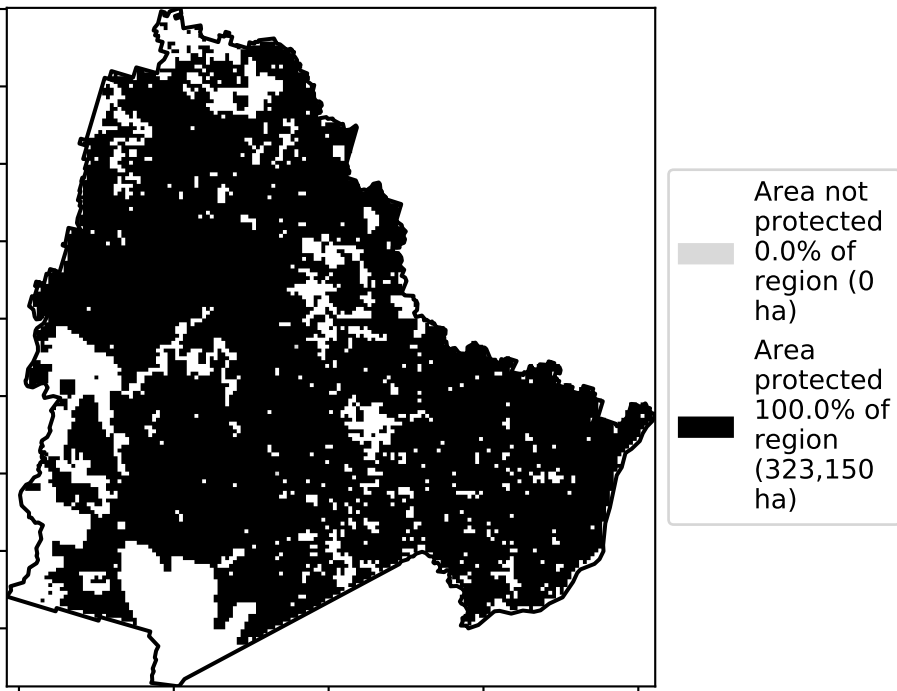 Area not
protected
0.0% of
region (0
ha)
Area
protected
100.0% of
region
(323,150
ha)